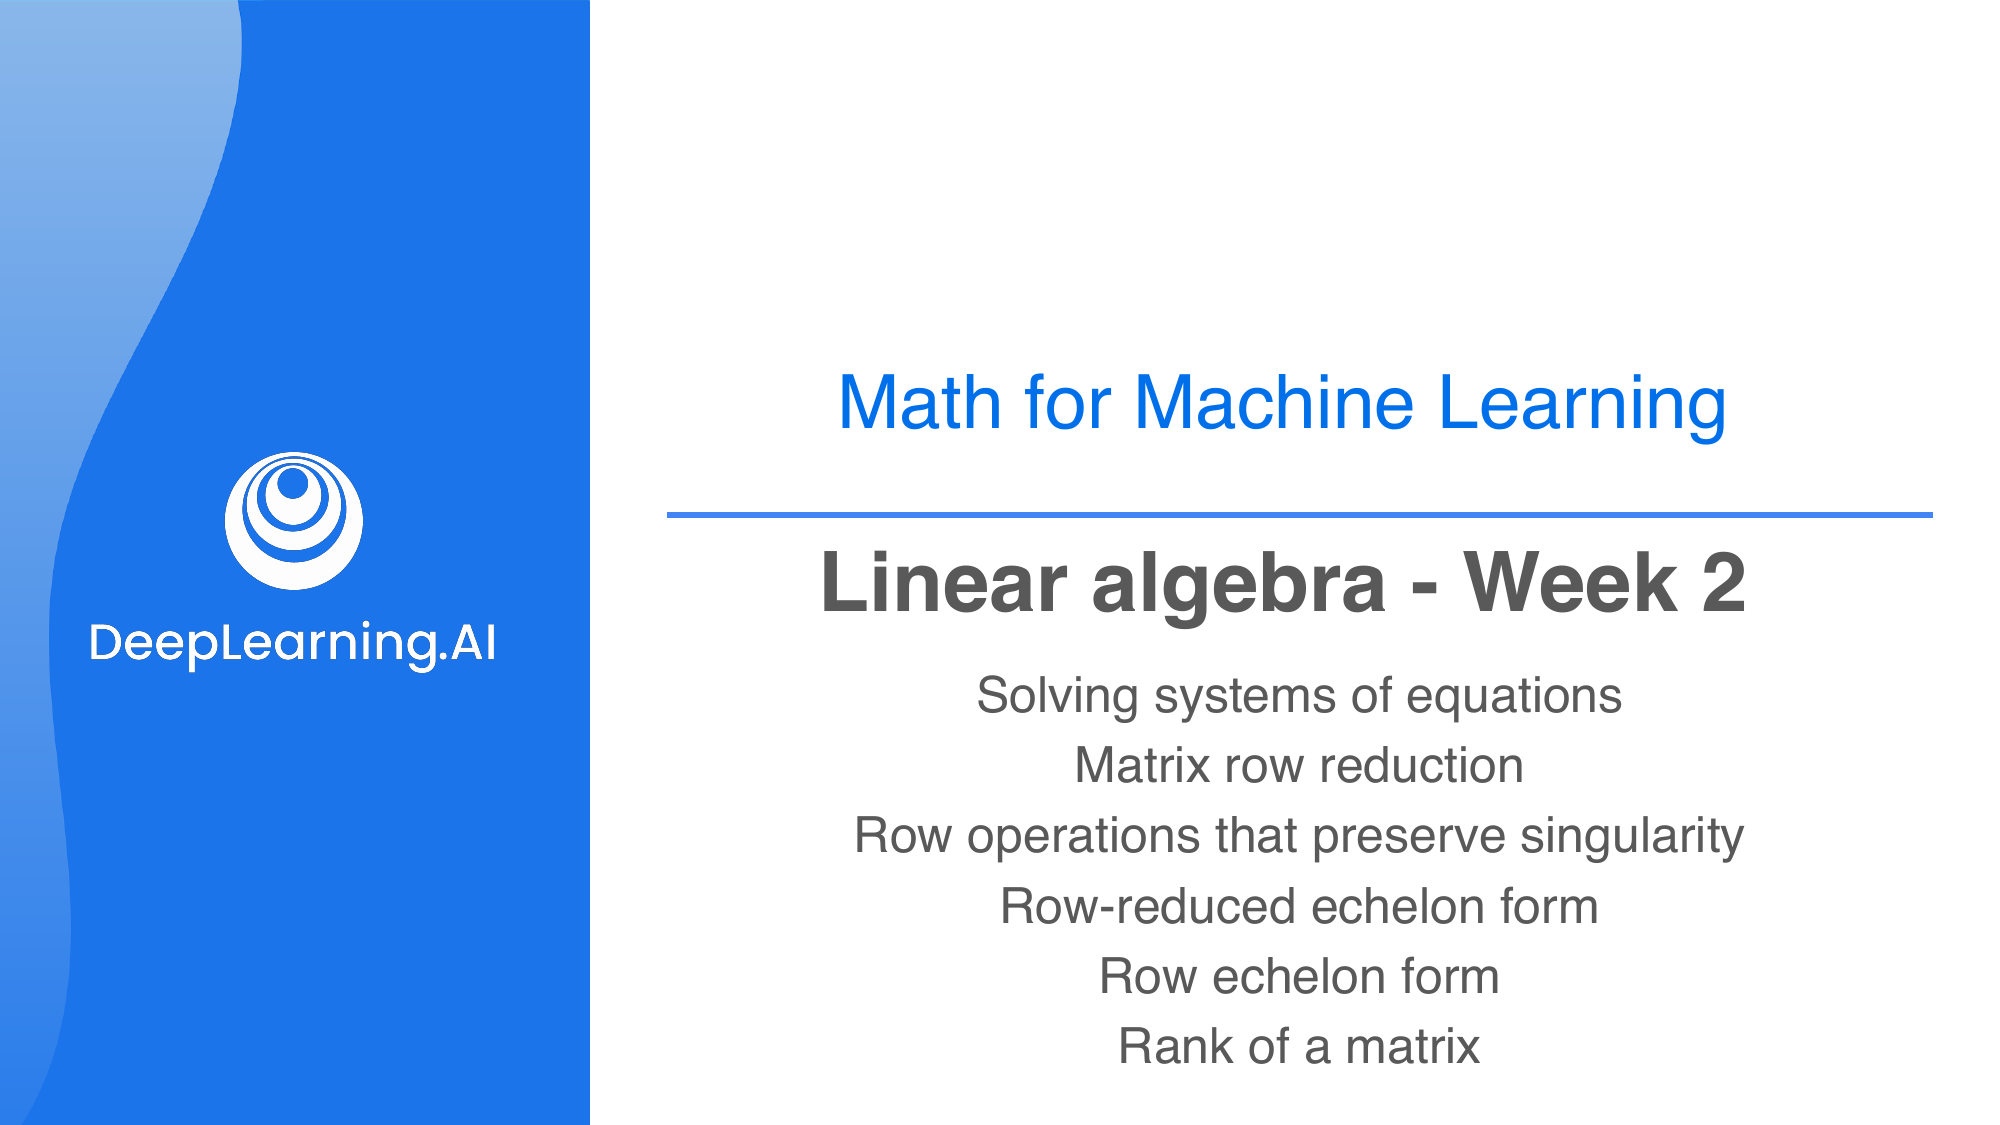 DeepLearning.AI
Math for Machine Learning
Linear algebra - Week 2
Solving systems of equations
Matrix row reduction
Row operations that preserve singularity
Row-reduced echelon form
Row echelon form
Rank of a matrix